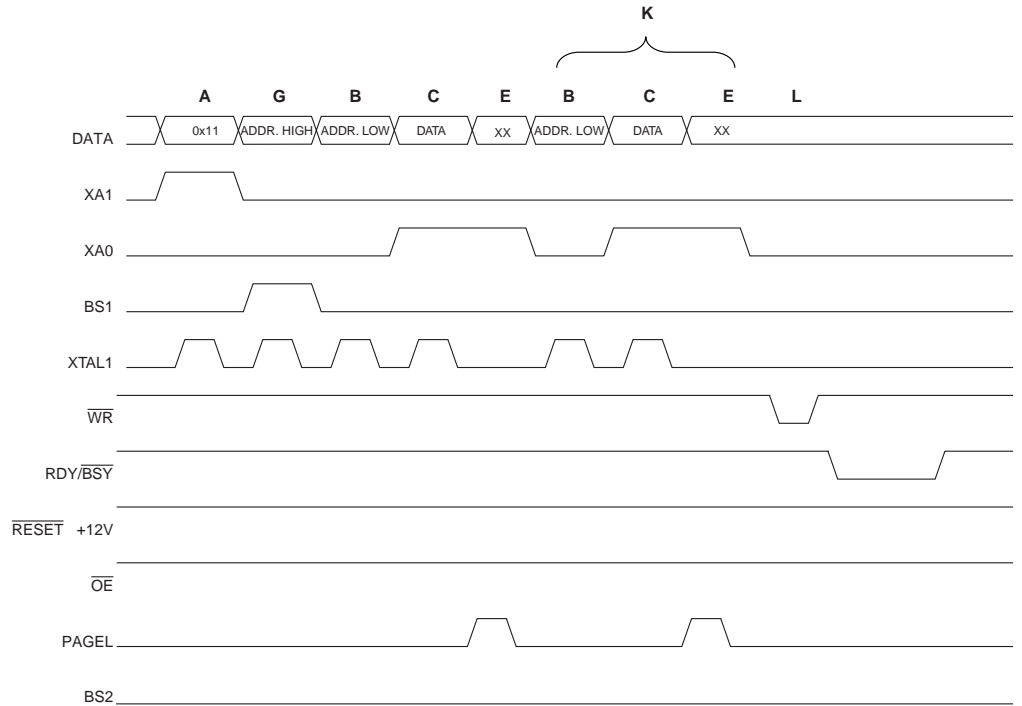 K
A G B C E B C E L
DATA 0x11 ADDR. HIGH ADDR. LOW DATA XX ADDR. LOW DATA XX
XA1
XA0
BS1
XTAL1
WR
RDY/BSY
RESET +12V
OE
PAGEL
BS2